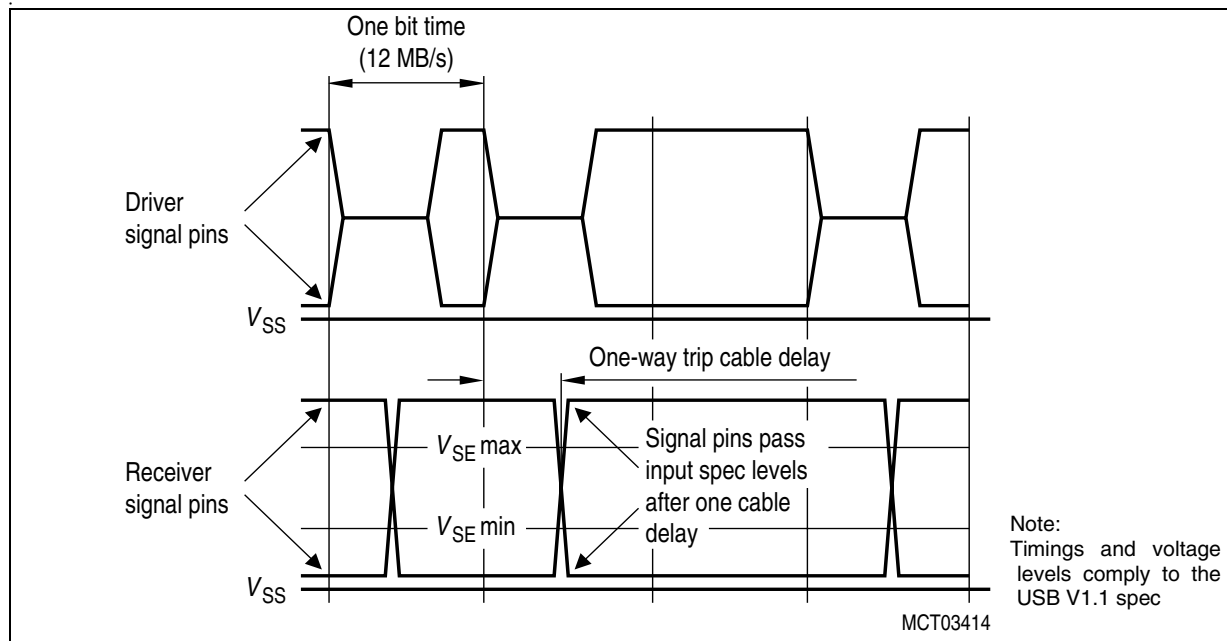 One bit time
(12 MB/s)
Driver
signal pins
VSS
One-way trip cable delay
VSE max
Signal pins pass
input spec levels
after one cable
delay
Receiver
signal pins
VSE min
VSS
Note:
Timings and voltage
levels comply to the
USB V1.1 spec
MCT03414